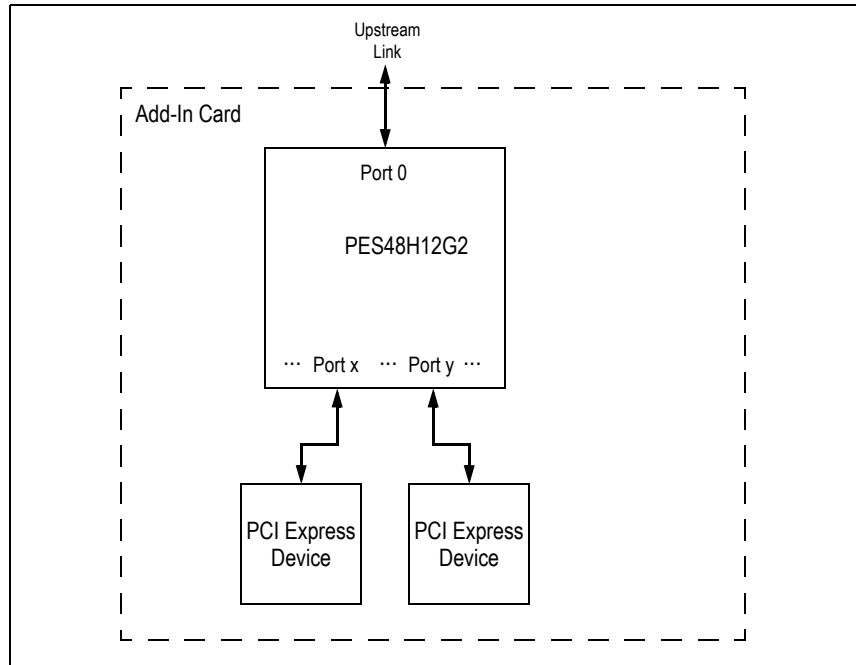 Upstream
Link
Add-In Card
Port 0
PES48H12G2
... Port x ... Port y ...
PCI Express
Device
PCI Express
Device